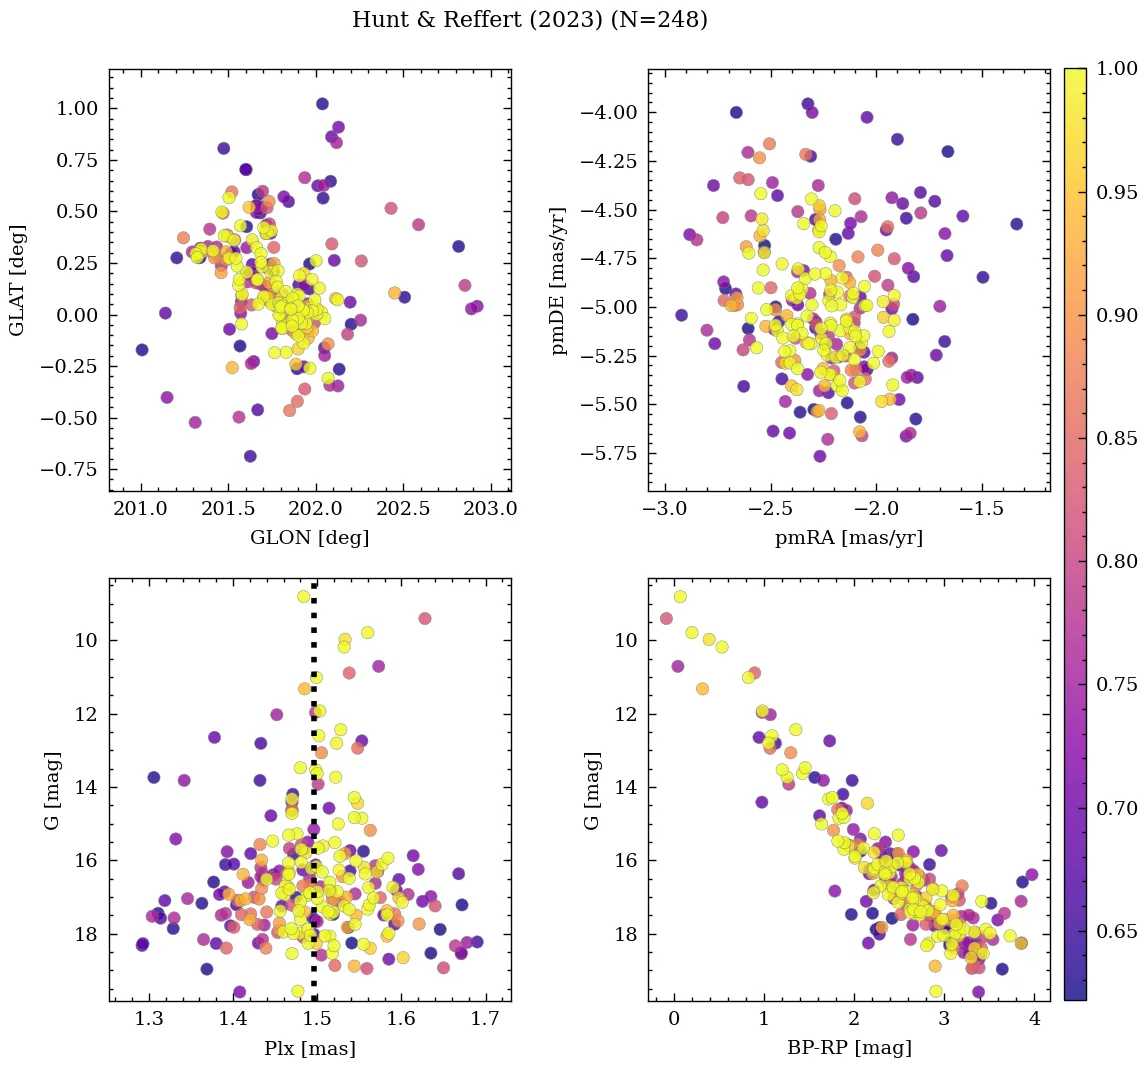 Hunt & Reffert (2023) (N=248)
GLAT [deg]
1.00
0.75
0.50
0.25
0.00
−0.25
−0.50
−0.75
201.0 201.5 202.0 202.5 203.0
GLON [deg]
pmDE [mas/yr]
−4.00
−4.25
−4.50
−4.75
−5.00
−5.25
−5.50
−5.75
−3.0 −2.5 −2.0 −1.5
pmRA [mas/yr]
G [mag]
10
12
14
16
18
1.3 1.4 1.5 1.6 1.7
Plx [mas]
G [mag]
10
12
14
16
18
0 1 2 3 4
BP-RP [mag]
1.00
0.95
0.90
0.85
0.80
0.75
0.70
0.65